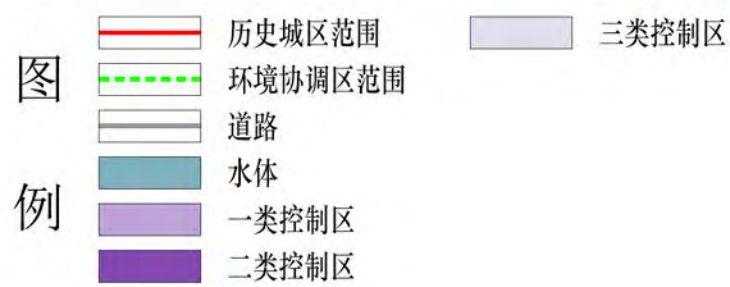 图例
历史城区范围
环境协调区范围
道路
水体
一类控制区
二类控制区
三类控制区